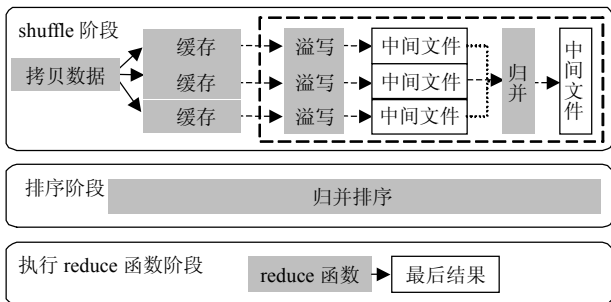 shuffle 阶段
拷贝数据
缓存 溢写 中间文件
缓存 溢写 中间文件
缓存 溢写 中间文件
归并
中间文件
排序阶段
归并排序
执行 reduce 函数阶段
reduce 函数 最后结果